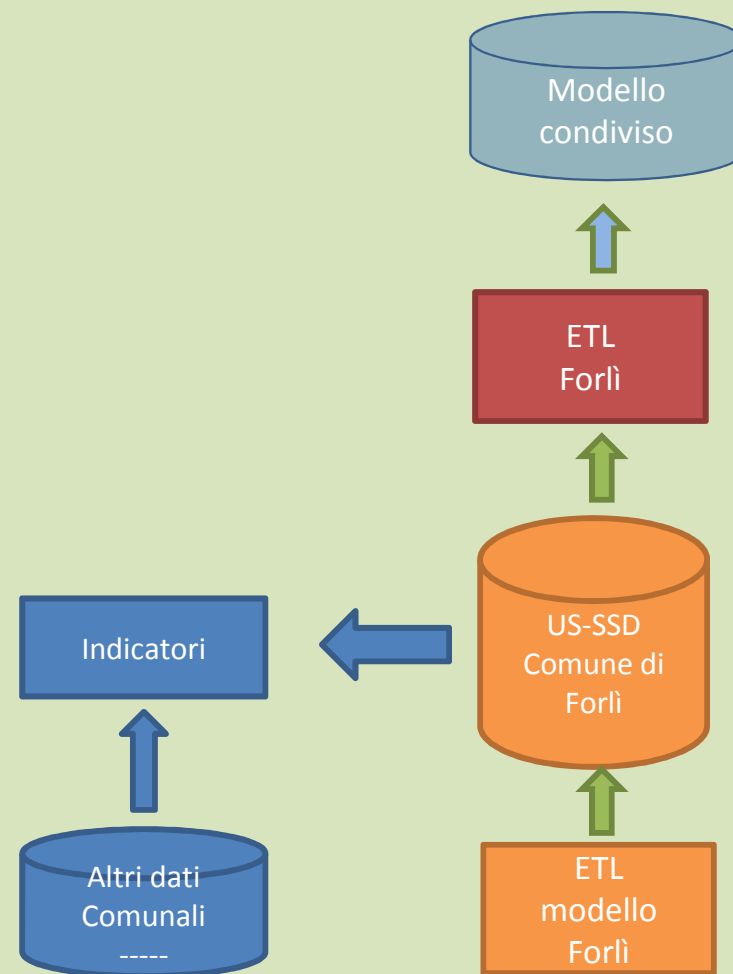 Modello
condiviso
ETL
Forlì
US-SSD
Comune di
Forlì
Indicatori
Altri dati
Comunali
-----
ETL
modello
Forlì